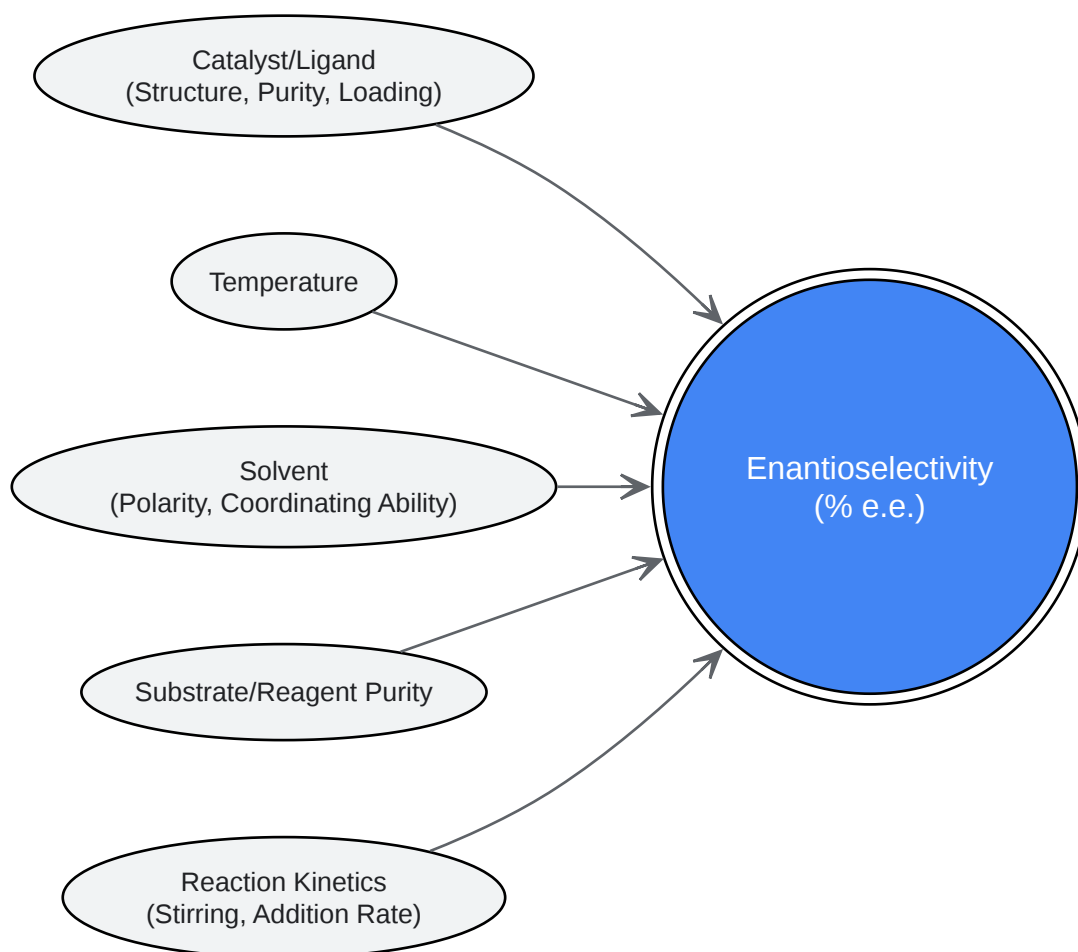 Catalyst/Ligand
(Structure, Purity, Loading)
Temperature
Solvent
(Polarity, Coordinating Ability)
Enantioselectivity
(% e.e.)
Substrate/Reagent Purity
Reaction Kinetics
(Stirring, Addition Rate)